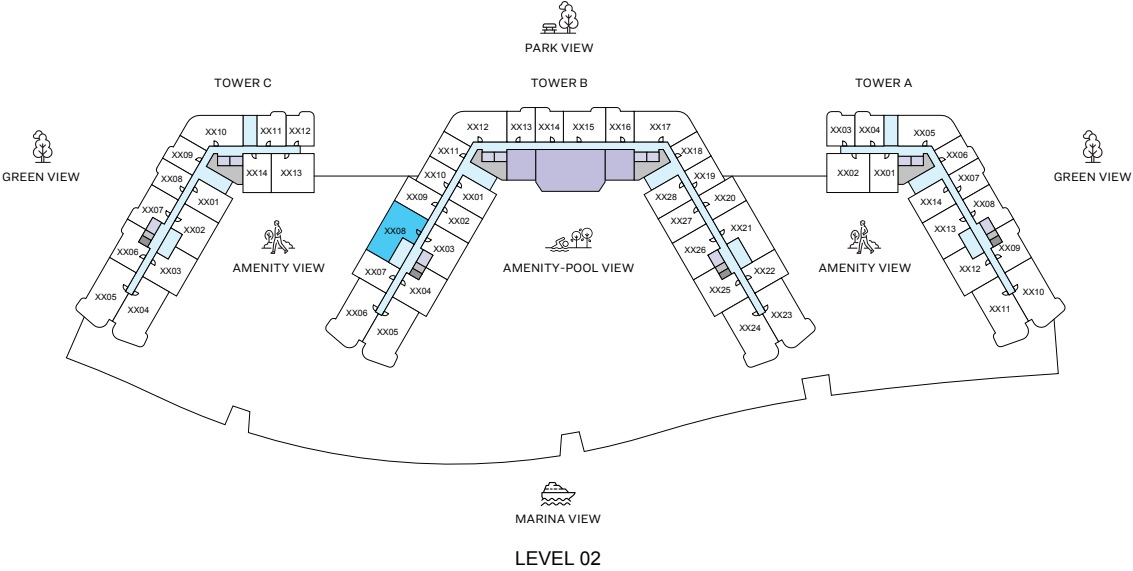 PARK VIEW
TOWER C
TOWER B
TOWER A
GREEN VIEW
GREEN VIEW
XX10
XX11
XX12
XX09
XX08
XX07
XX06
XX05
XX04
XX03
XX02
XX01
XX14
XX13
AMENITY VIEW
XX12
XX13
XX14
XX15
XX16
XX17
XX11
XX10
XX09
XX08
XX07
XX06
XX05
XX04
XX03
XX02
XX01
XX18
XX19
XX20
XX21
XX22
XX23
XX24
XX25
XX26
XX27
XX28
AMENITY-POOL VIEW
AMENITY VIEW
XX03
XX04
XX05
XX02
XX01
XX06
XX07
XX08
XX09
XX10
XX11
XX12
XX13
XX14
MARINA VIEW
LEVEL 02